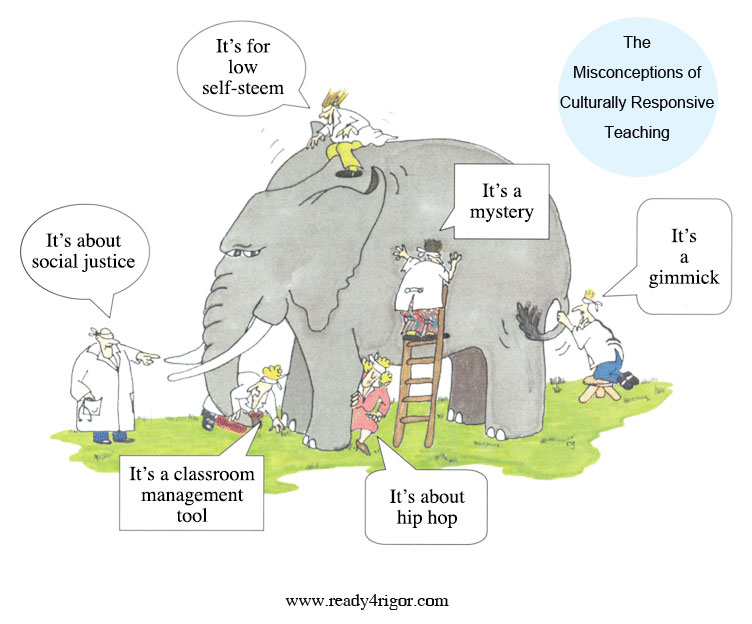 The
Misconceptions of
Culturally Responsive
Teaching
It's for
low
self-steem
It's a
mystery
It's
a
gimmick
It's about
social justice
It's a classroom
management
tool
It's about
hip hop
www.ready4rigor.com